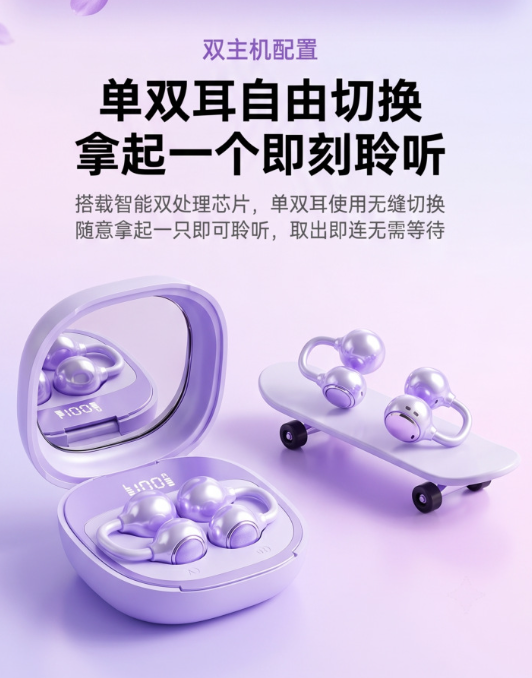 双主机配置
单双耳自由切换
拿起一个即刻聆听
搭载智能双处理芯片，单双耳使用无缝切换
随意拿起一只即可聆听，取出即连无需等待
100